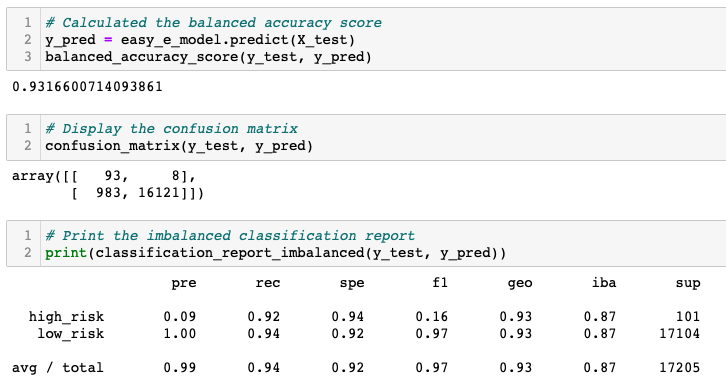 1 # Calculated the balanced accuracy score
2 y_pred = easy_e_model.predict(X_test)
3 balanced_accuracy_score(y_test, y_pred)
0.9316600714093861
1 # Display the confusion matrix
2 confusion_matrix(y_test, y_pred)
array([[   93,     8],
       [  983, 16121]])
1 # Print the imbalanced classification report
2 print(classification_report_imbalanced(y_test, y_pred))
pre rec spe f1 geo iba sup
high_risk 0.09 0.92 0.94 0.16 0.93 0.87 101
low_risk 1.00 0.94 0.92 0.97 0.93 0.87 17104
avg / total 0.99 0.94 0.92 0.97 0.93 0.87 17205